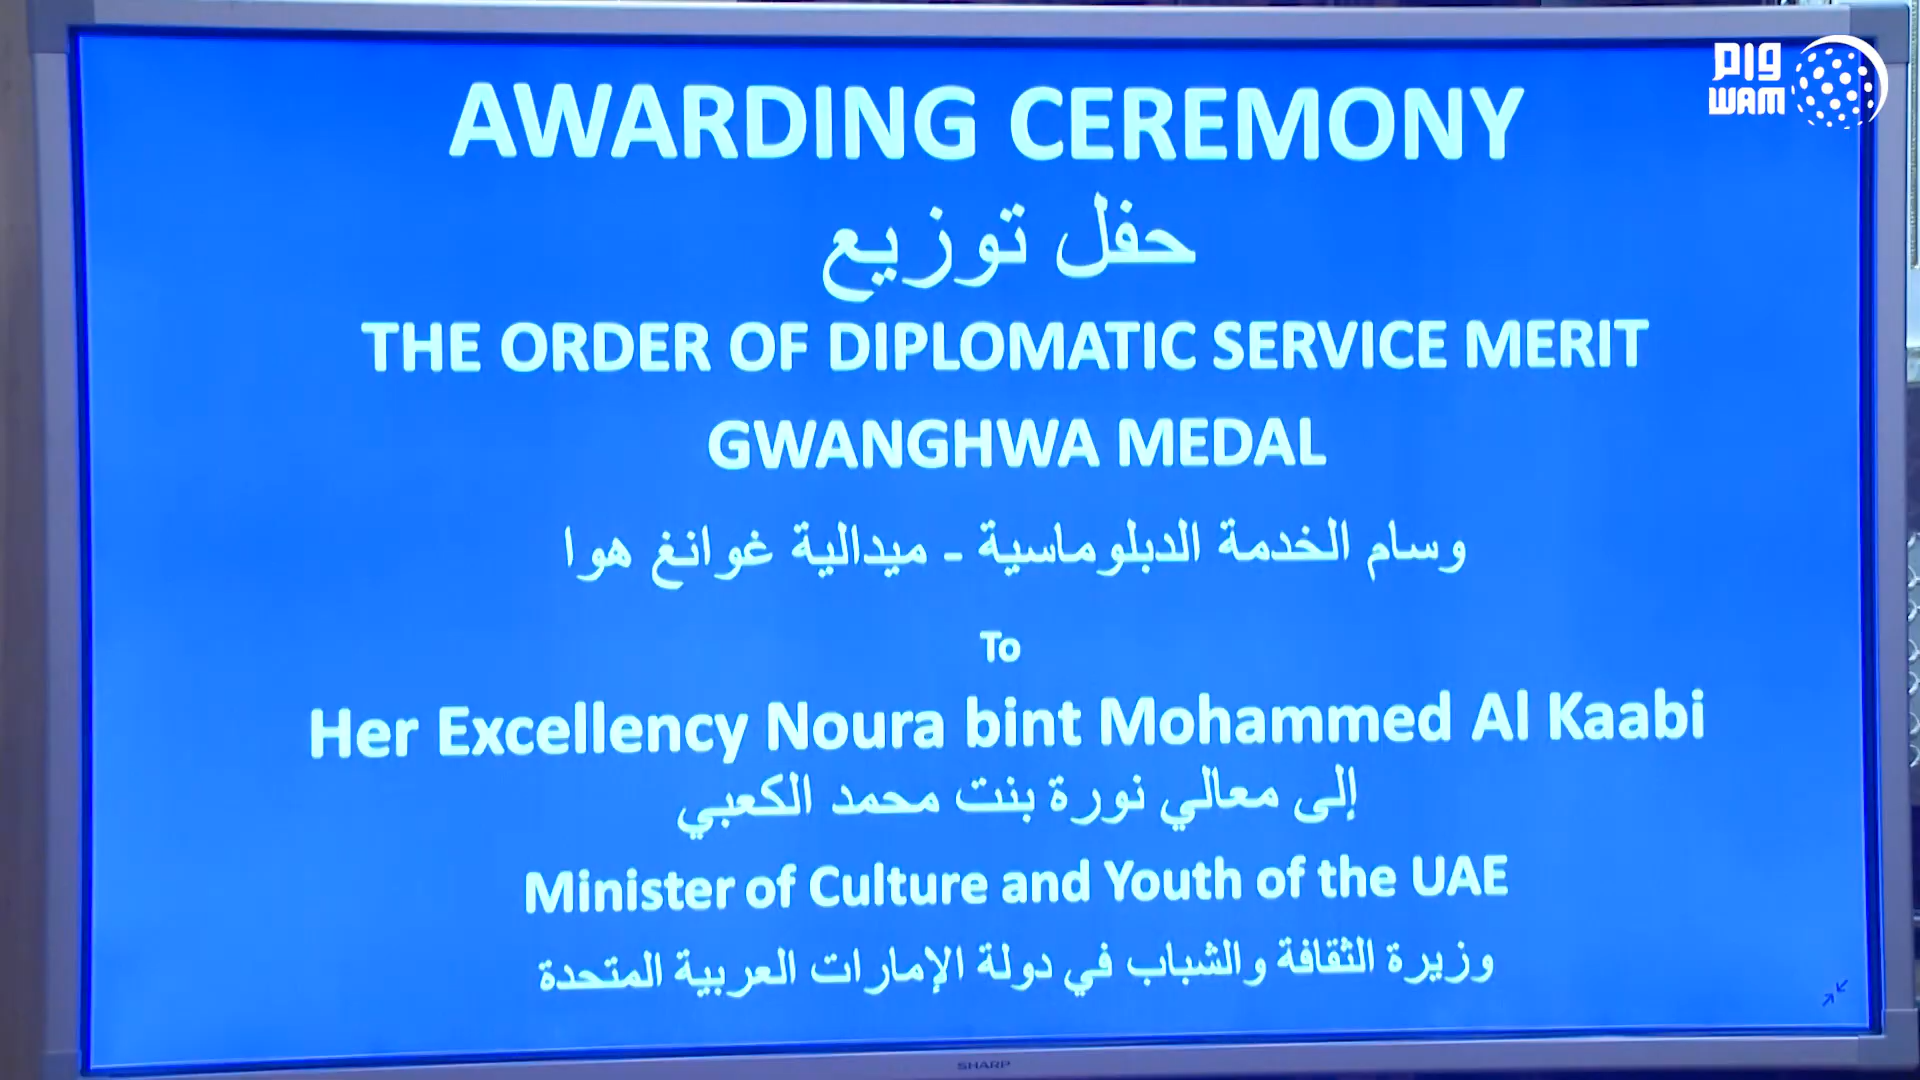 وام
WAM
AWARDING CEREMONY
حفل توزيع
THE ORDER OF DIPLOMATIC SERVICE MERIT
GWANGHWA MEDAL
وسام الخدمة الدبلوماسية - ميدالية غوانغ هوا
To
Her Excellency Noura bint Mohammed Al Kaabi
إلى معالي نورة بنت محمد الكعبي
Minister of Culture and Youth of the UAE
وزيرة الثقافة والشباب في دولة الإمارات العربية المتحدة
SHARP